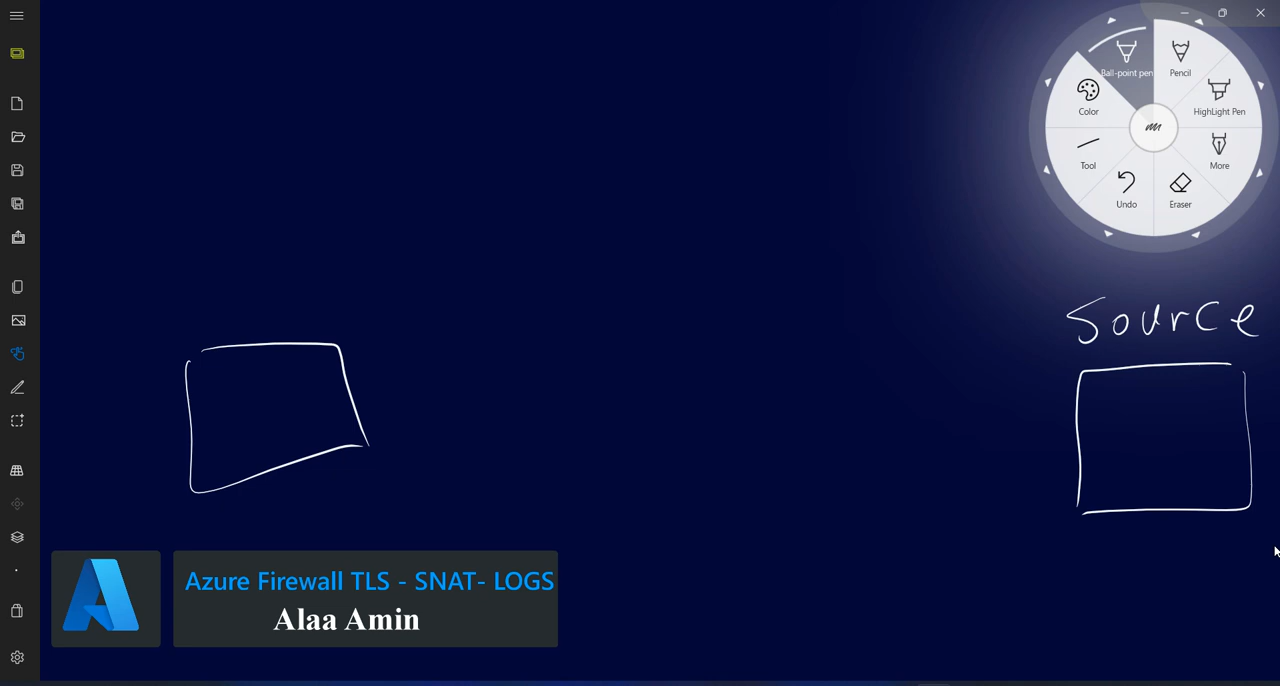 Ball-point pen
Pencil
Color
HighLight Pen
Tool
More
Undo
Eraser
Source
Azure Firewall TLS - SNAT- LOGS
Alaa Amin